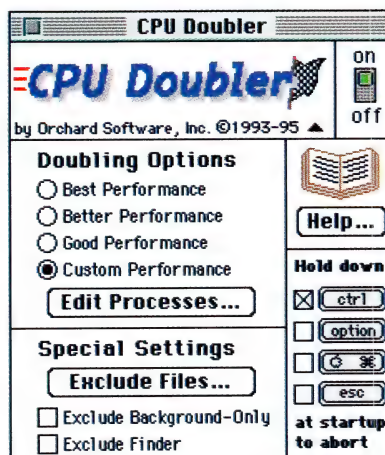 CPU Doubler
CPU Doubler
on
off
by Orchard Software, Inc. ©1993-95
Doubling Options
Best Performance
Better Performance
Good Performance
Custom Performance
Edit Processes...
Help...
Hold down
ctrl
option
⌘
esc
at startup
to abort
Special Settings
Exclude Files...
Exclude Background-Only
Exclude Finder